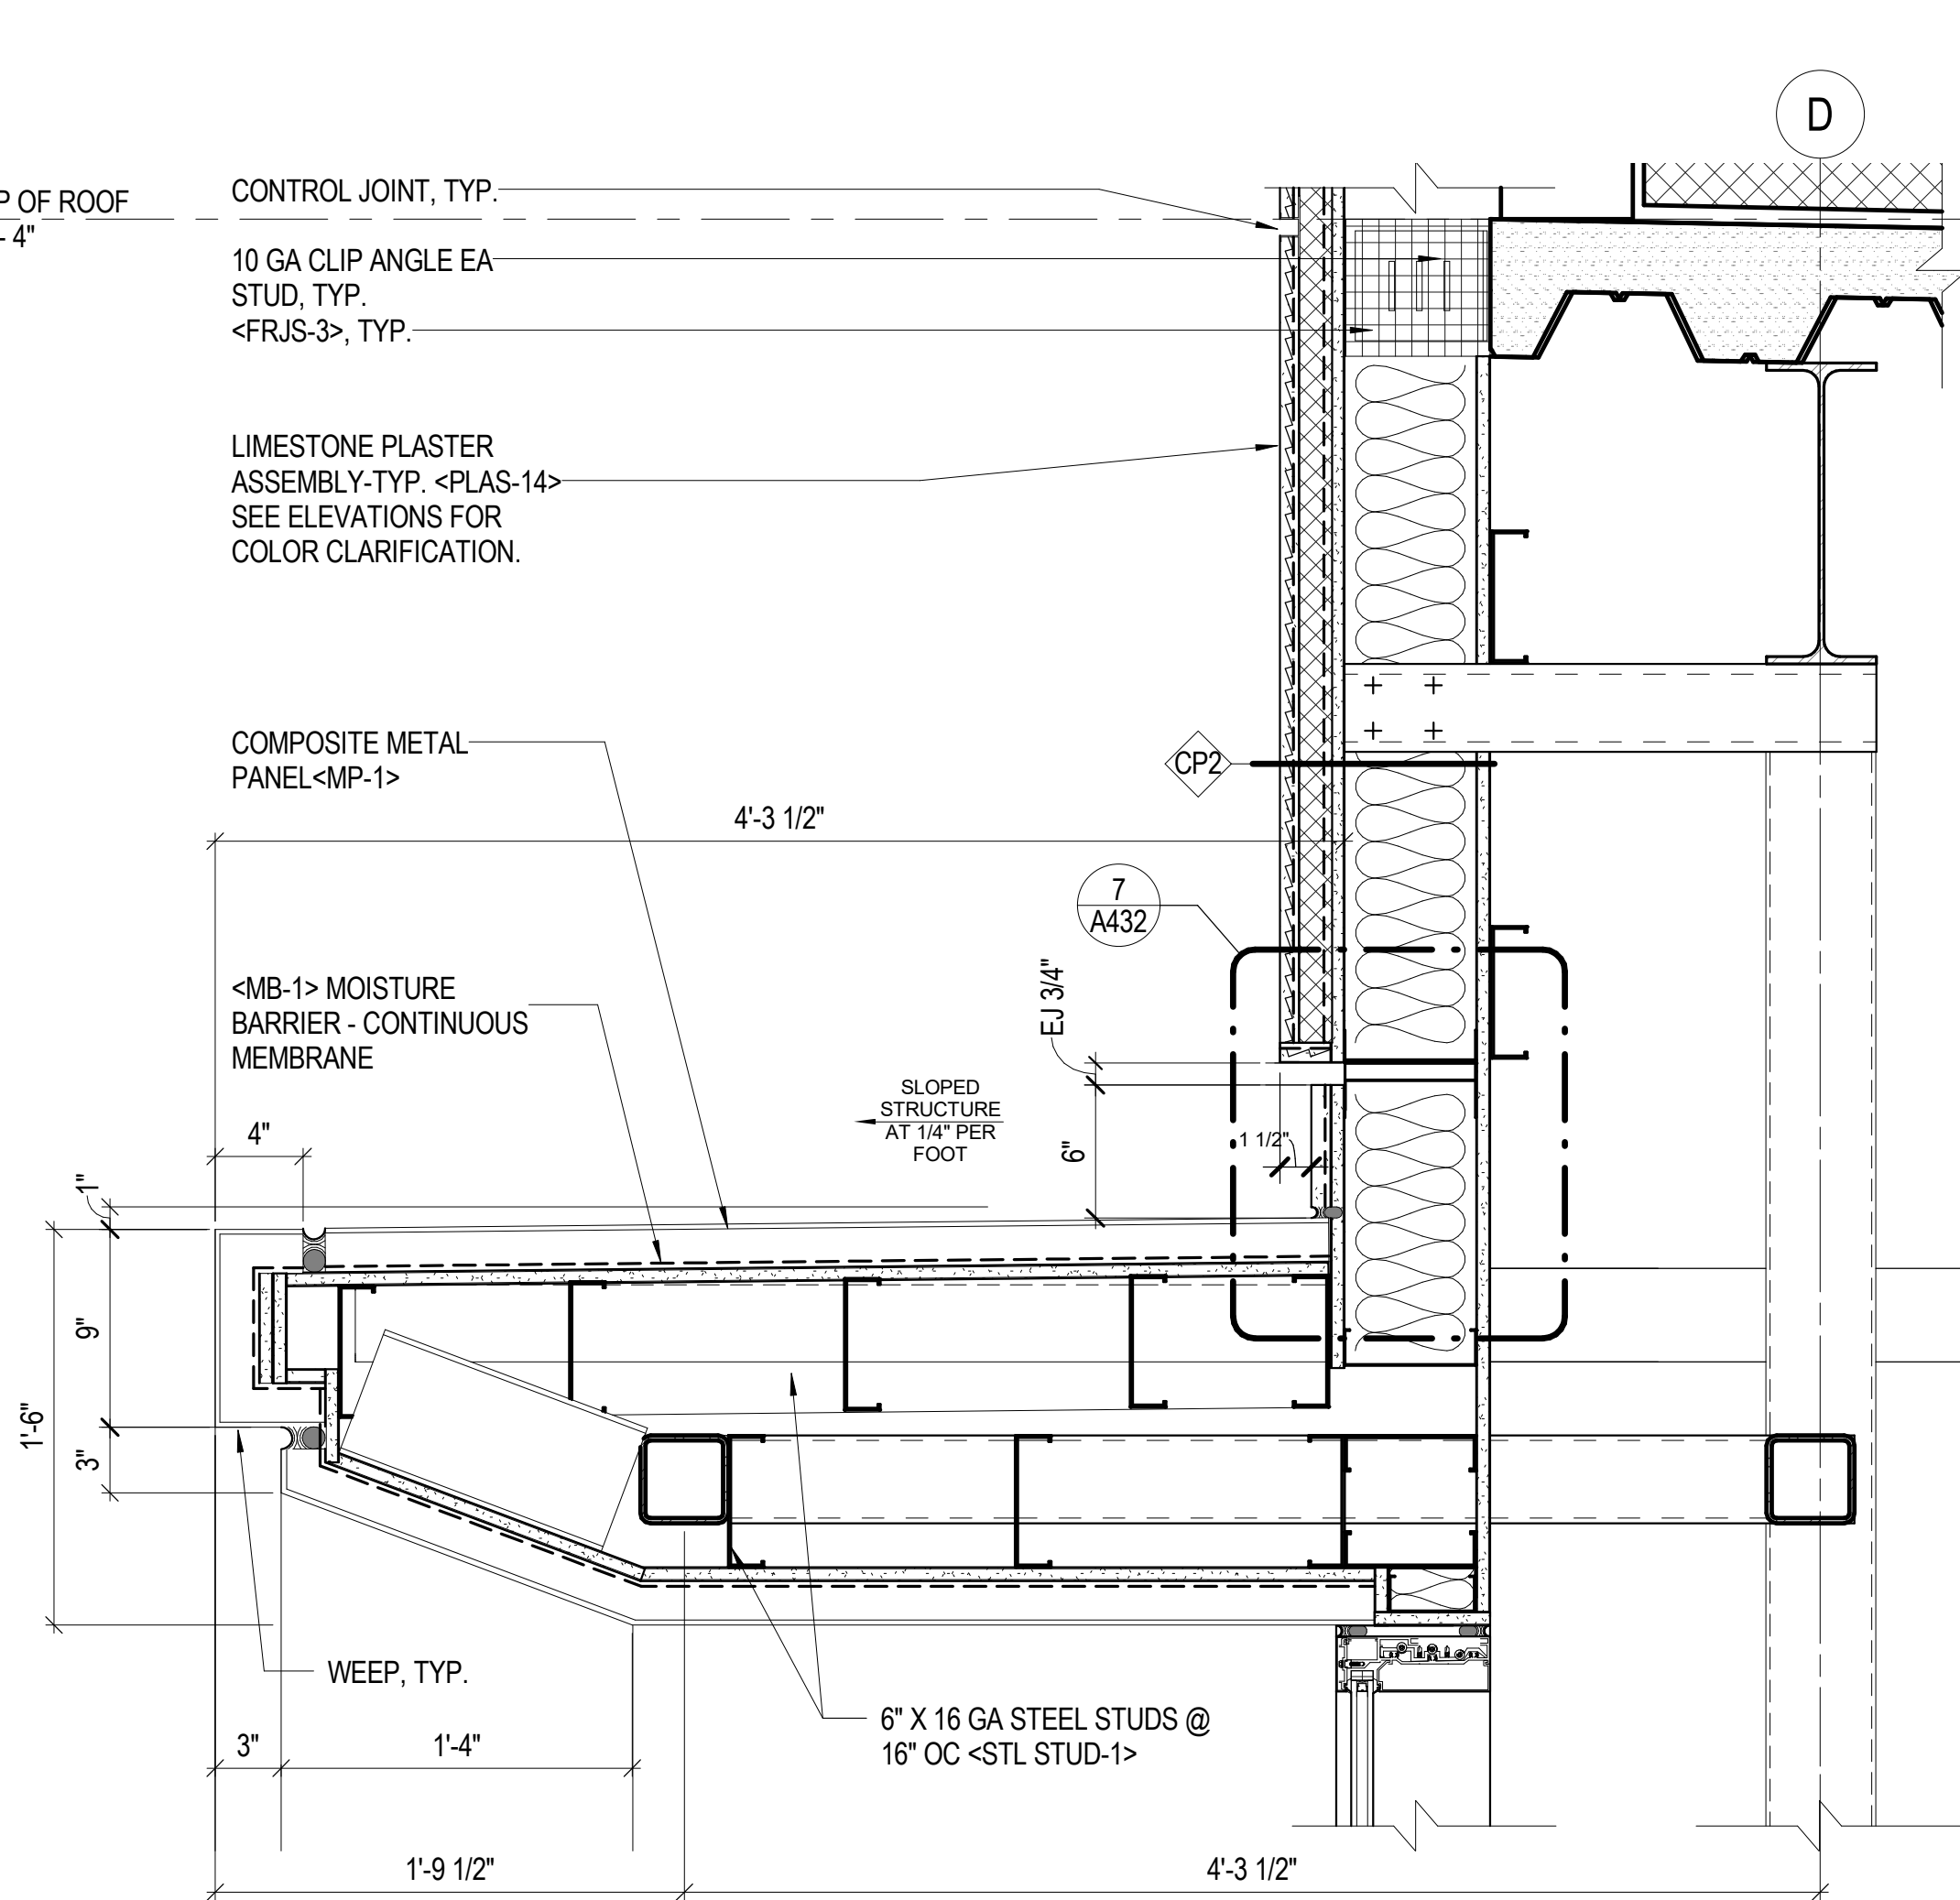 D
P OF ROOF
- 4"
CONTROL JOINT, TYP.
10 GA CLIP ANGLE EA
STUD, TYP.
<FRJS-3>, TYP.
LIMESTONE PLASTER
ASSEMBLY-TYP. <PLAS-14>
SEE ELEVATIONS FOR
COLOR CLARIFICATION.
COMPOSITE METAL
PANEL<MP-1>
CP2
4'-3 1/2"
7
A432
<MB-1> MOISTURE
BARRIER - CONTINUOUS
MEMBRANE
EJ 3/4"
SLOPED
STRUCTURE
AT 1/4" PER
FOOT
6"
1 1/2"
4"
1"
9"
3"
1'-6"
WEEP, TYP.
6" X 16 GA STEEL STUDS @
16" OC <STL STUD-1>
3"
1'-4"
1'-9 1/2"
4'-3 1/2"